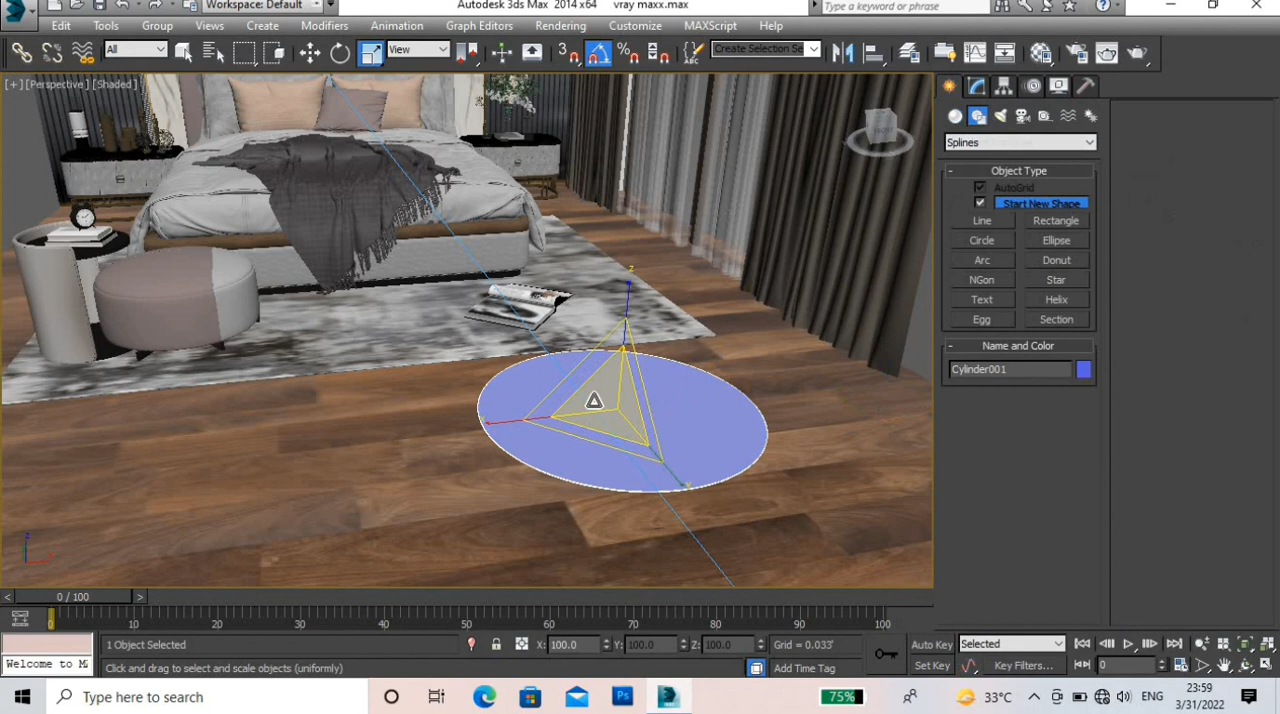 Workspace: Default
Autodesk 3ds Max 2014 x64 vray maxx.max
Type a keyword or phrase
Edit Tools Group Views Create Modifiers Animation Graph Editors Rendering Customize MAXScript Help
All View 3 % ABC Create Selection Se
[+] [Perspective] [Shaded]
FRONT
Splines
- Object Type
AutoGrid
Start New Shape
Line Rectangle
Circle Ellipse
Arc Donut
NGon Star
Text Helix
Egg Section
- Name and Color
Cylinder001
z
y
z
< 0 / 100 >
0 10 20 30 40 50 60 70 80 90 100
1 Object Selected X: 100.0 Y: 100.0 Z: 100.0 Grid = 0.033' Auto Key Selected
Welcome to M Click and drag to select and scale objects (uniformly) Add Time Tag Set Key Key Filters... 0
Type here to search Ps 75% 33°C ENG 23:59
3/31/2022